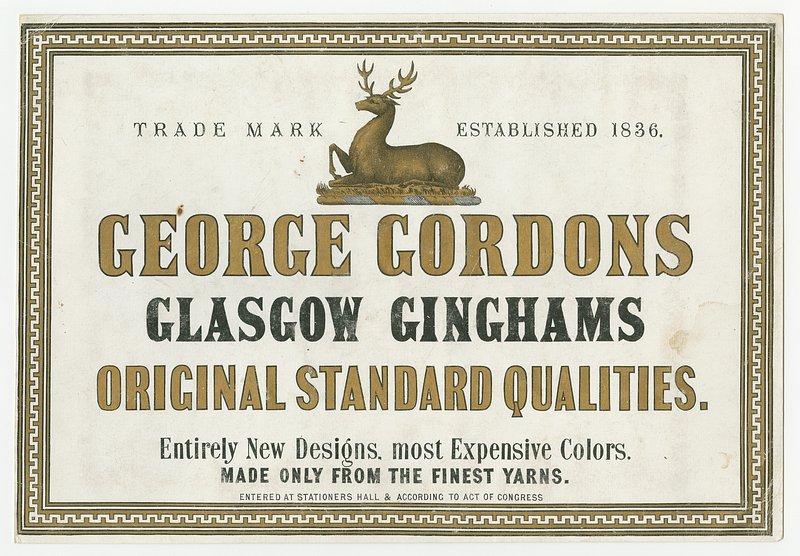 TRADE MARK ESTABLISHED 1836.
GEORGE GORDONS
GLASGOW GINGHAMS
ORIGINAL STANDARD QUALITIES.
Entirely New Designs, most Expensive Colors.
MADE ONLY FROM THE FINEST YARNS.
ENTERED AT STATIONERS HALL & ACCORDING TO ACT OF CONGRESS